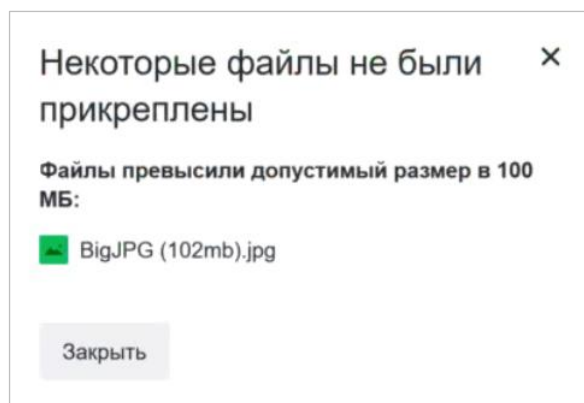 Некоторые файлы не были
прикреплены
Файлы превысили допустимый размер в 100
МБ:
BigJPG (102mb).jpg
Закрыть